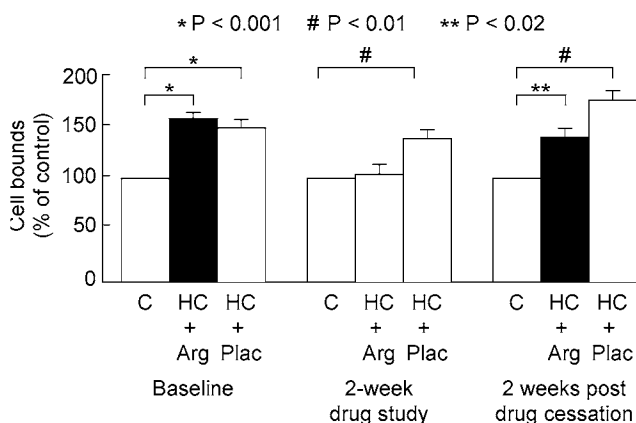 * P < 0.001 # P < 0.01 ** P < 0.02
Cell bounds
(% of control)
200
150
100
50
0
*
*
#
#
**
C HC + Arg HC + Plac
C HC + Arg HC + Plac
C HC + Arg HC + Plac
Baseline
2-week
drug study
2 weeks post
drug cessation